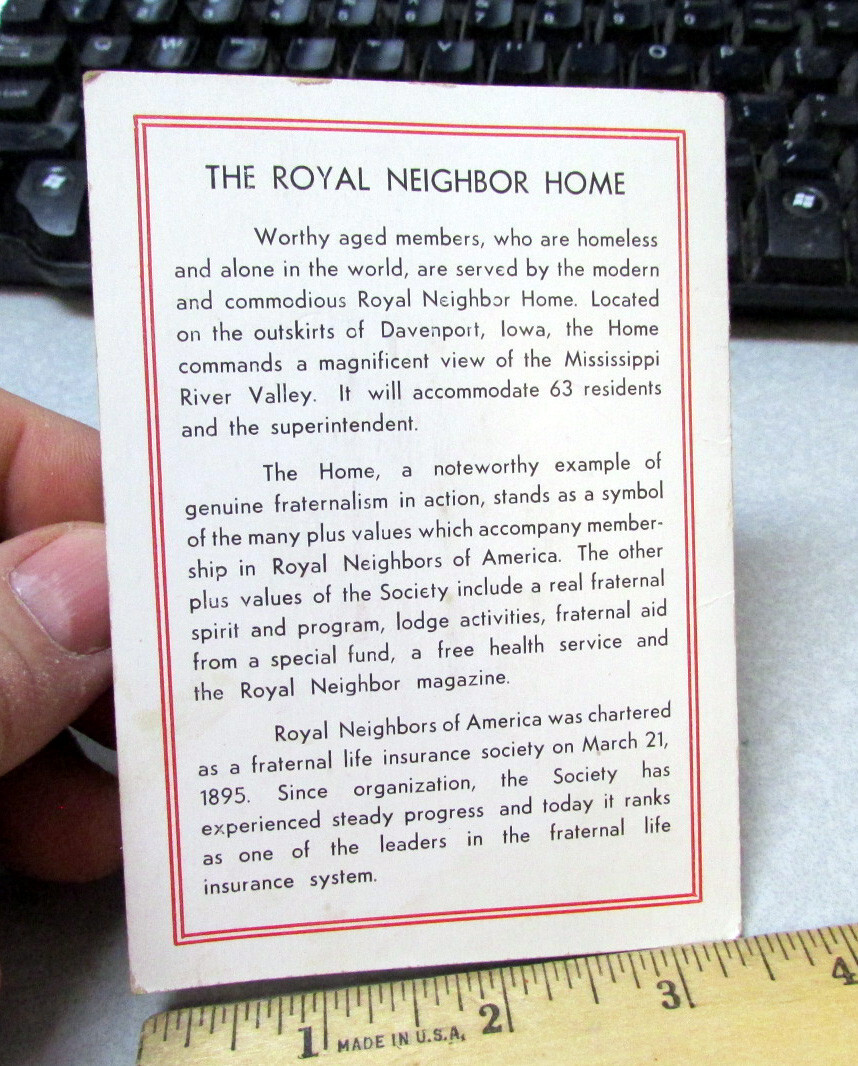 Q W
THE ROYAL NEIGHBOR HOME
Worthy aged members, who are homeless
and alone in the world, are served by the modern
and commodious Royal Neighbor Home. Located
on the outskirts of Davenport, Iowa, the Home
commands a magnificent view of the Mississippi
River Valley. It will accommodate 63 residents
and the superintendent.
The Home, a noteworthy example of
genuine fraternalism in action, stands as a symbol
of the many plus values which accompany member-
ship in Royal Neighbors of America. The other
plus values of the Society include a real fraternal
spirit and program, lodge activities, fraternal aid
from a special fund, a free health service and
the Royal Neighbor magazine.
Royal Neighbors of America was chartered
as a fraternal life insurance society on March 21,
1895. Since organization, the Society has
experienced steady progress and today it ranks
as one of the leaders in the fraternal life
insurance system.
1 MADE IN U.S.A. 2 3 4